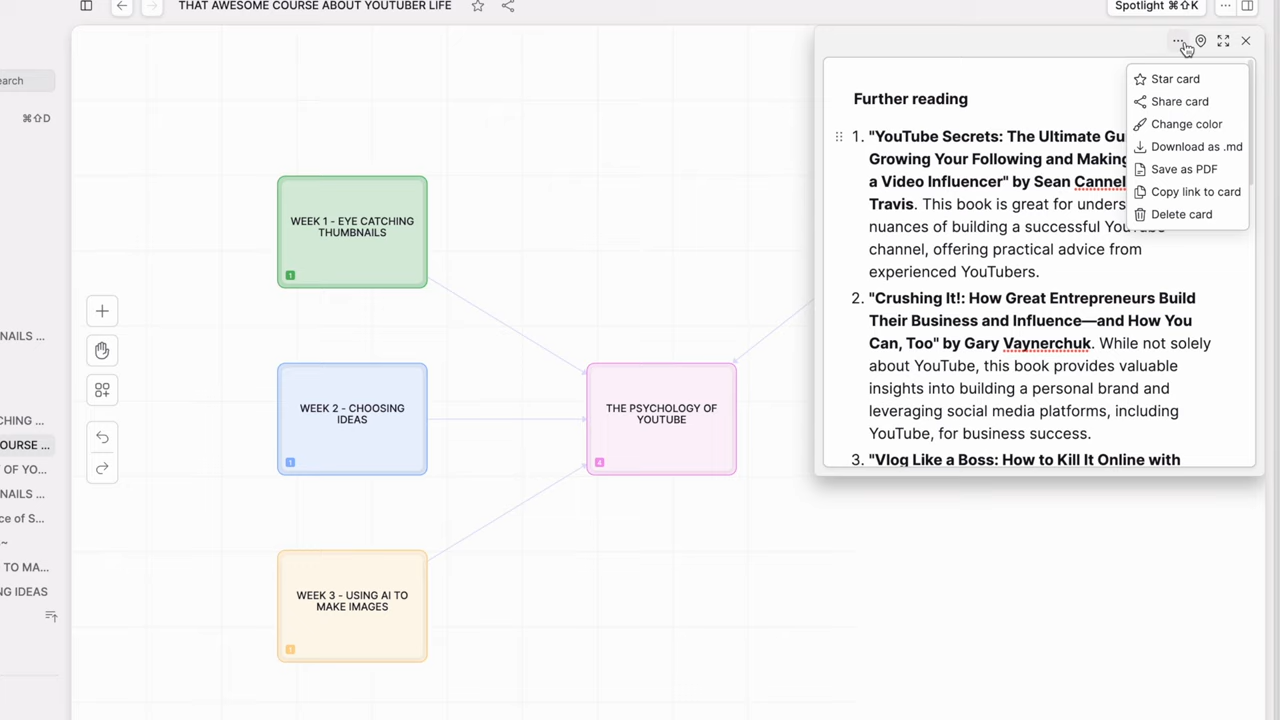 THAT AWESOME COURSE ABOUT YOUTUBER LIFE
Spotlight ⌘⇧K
earch
⌘⇧D
NAILS ...
CHING ...
OURSE ...
OF YO...
NAILS ...
ce of S...
~
TO MA...
NG IDEAS
WEEK 1 - EYE CATCHING
THUMBNAILS
1
WEEK 2 - CHOOSING
IDEAS
1
WEEK 3 - USING AI TO
MAKE IMAGES
1
THE PSYCHOLOGY OF
YOUTUBE
4
Further reading
1. "YouTube Secrets: The Ultimate Gu
Growing Your Following and Making
a Video Influencer" by Sean Cannel
Travis. This book is great for unders
nuances of building a successful YouTube
channel, offering practical advice from
experienced YouTubers.
2. "Crushing It!: How Great Entrepreneurs Build
Their Business and Influence—and How You
Can, Too" by Gary Vaynerchuk. While not solely
about YouTube, this book provides valuable
insights into building a personal brand and
leveraging social media platforms, including
YouTube, for business success.
3. "Vlog Like a Boss: How to Kill It Online with
Star card
Share card
Change color
Download as .md
Save as PDF
Copy link to card
Delete card